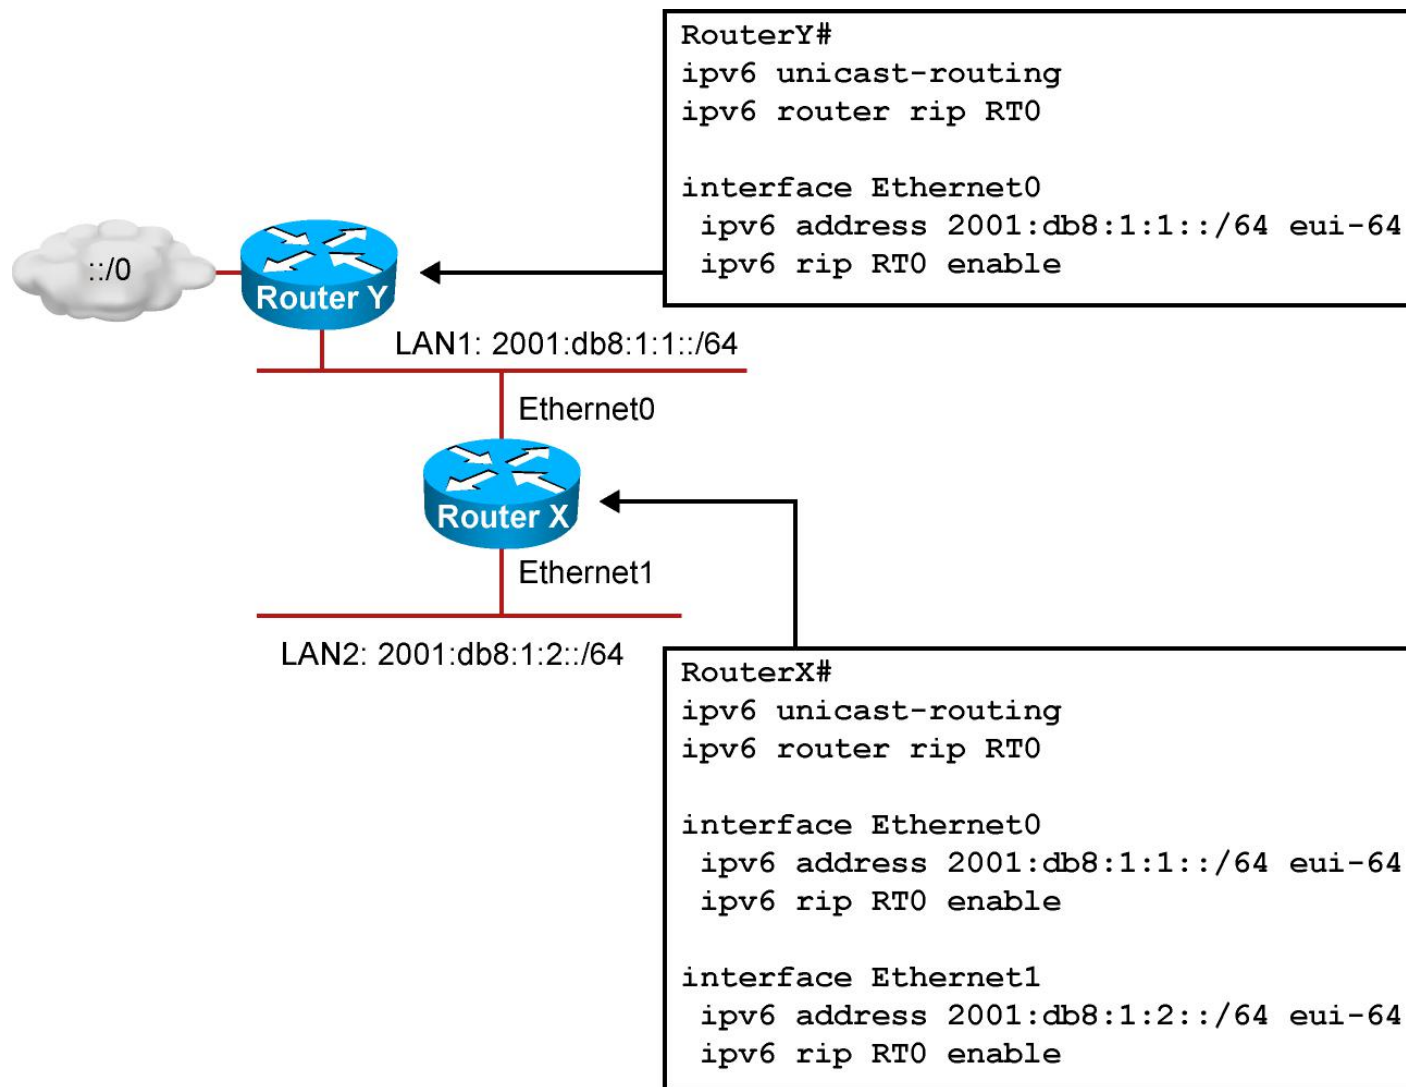 RouterY#
ipv6 unicast-routing
ipv6 router rip RT0
interface Ethernet0
ipv6 address 2001:db8:1:1::/64 eui-64
ipv6 rip RT0 enable
::/0
Router Y
LAN1: 2001:db8:1:1::/64
Ethernet0
Router X
Ethernet1
LAN2: 2001:db8:1:2::/64
RouterX#
ipv6 unicast-routing
ipv6 router rip RT0
interface Ethernet0
ipv6 address 2001:db8:1:1::/64 eui-64
ipv6 rip RT0 enable
interface Ethernet1
ipv6 address 2001:db8:1:2::/64 eui-64
ipv6 rip RT0 enable